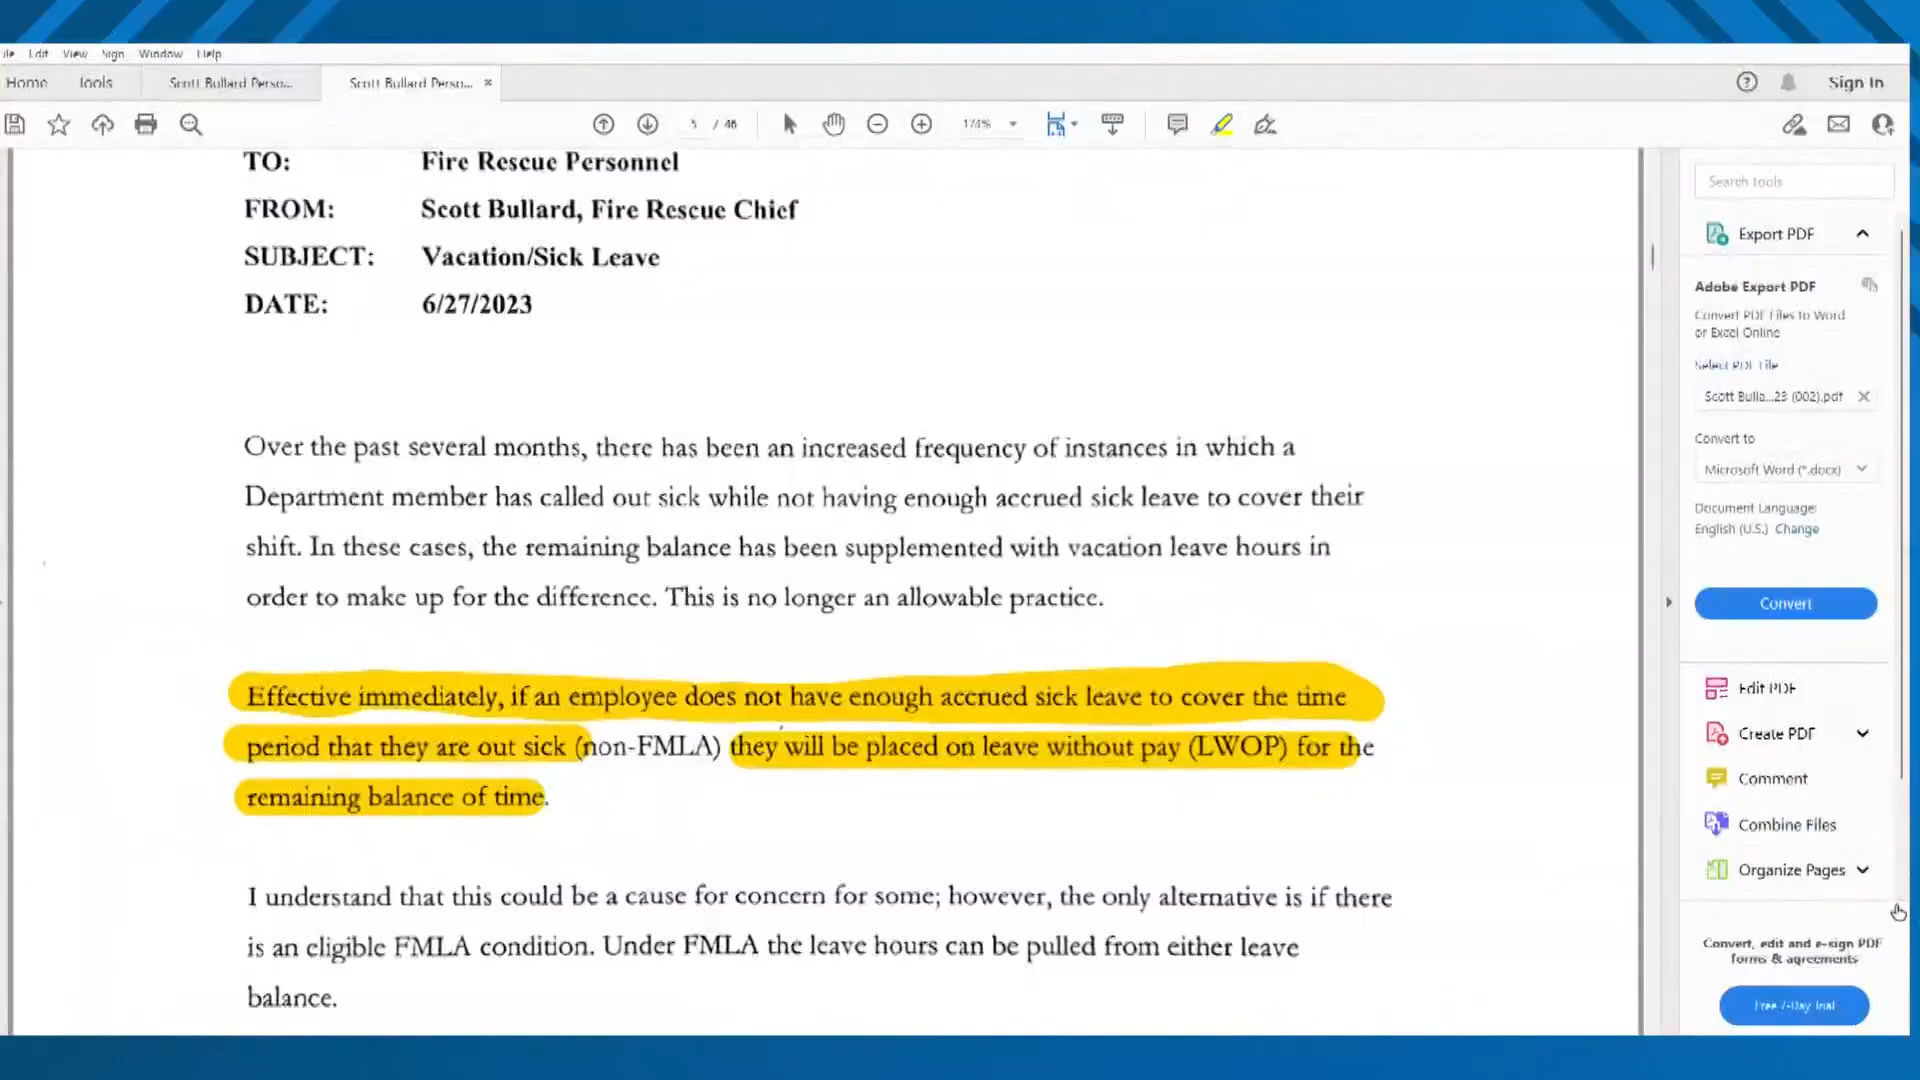 Edit View Sign Window Help
Home Tools Scott Bullard Perso... Scott Bullard Perso... ×
Sign In
/ 46
174%
TO: Fire Rescue Personnel
FROM: Scott Bullard, Fire Rescue Chief
SUBJECT: Vacation/Sick Leave
DATE: 6/27/2023
Over the past several months, there has been an increased frequency of instances in which a
Department member has called out sick while not having enough accrued sick leave to cover their
shift. In these cases, the remaining balance has been supplemented with vacation leave hours in
order to make up for the difference. This is no longer an allowable practice.
Effective immediately, if an employee does not have enough accrued sick leave to cover the time
period that they are out sick (non-FMLA) they will be placed on leave without pay (LWOP) for the
remaining balance of time.
I understand that this could be a cause for concern for some; however, the only alternative is if there
is an eligible FMLA condition. Under FMLA the leave hours can be pulled from either leave
balance.
Search tools
Export PDF
Adobe Export PDF
Convert PDF Files to Word
or Excel Online
Select PDF File
Scott Bulla...23 (002).pdf
Convert to
Microsoft Word (*.docx)
Document Language:
English (U.S.) Change
Convert
Edit PDF
Create PDF
Comment
Combine Files
Organize Pages
Convert, edit and e-sign PDF
forms & agreements
Free 7-Day Trial